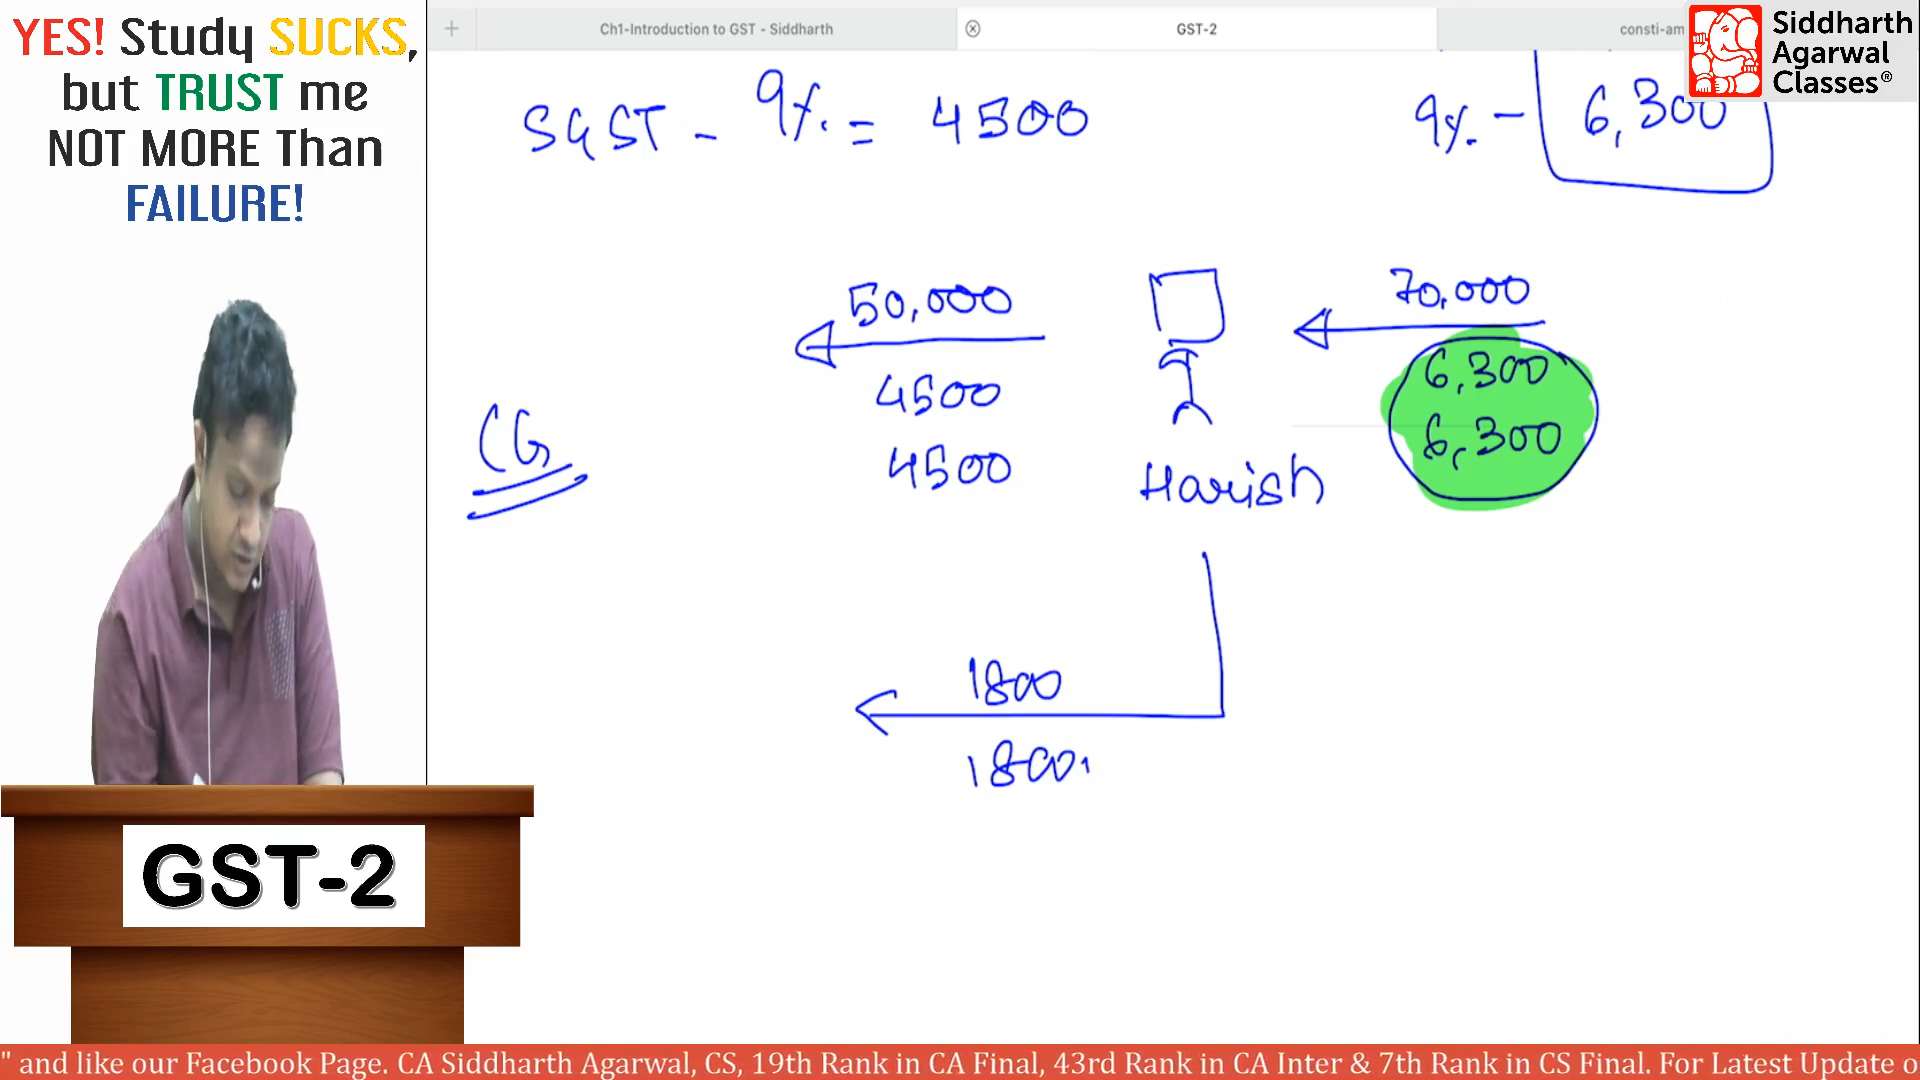 YES! Study SUCKS,
but TRUST me
NOT MORE Than
FAILURE!
Ch1-Introduction to GST - Siddharth
GST-2
consti-am
Siddharth
Agarwal
Classes®
SGST - 9%. = 4500
9%. - 6,300
50,000
70,000
4500
6,300
4500
6,300
CG
Harish
1800
1800
GST-2
" and like our Facebook Page. CA Siddharth Agarwal, CS, 19th Rank in CA Final, 43rd Rank in CA Inter & 7th Rank in CS Final. For Latest Update o